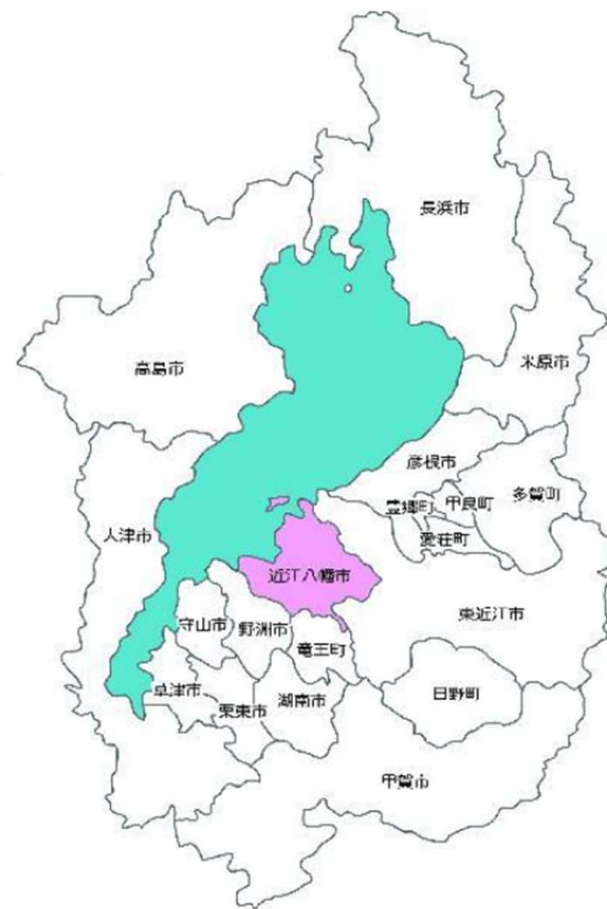 長浜市
高島市
米原市
彦根市
多賀町
豊郷町
甲良町
大津市
愛荘町
近江八幡市
東近江市
守山市
野洲市
竜王町
草津市
栗東市
湖南市
日野町
甲賀市